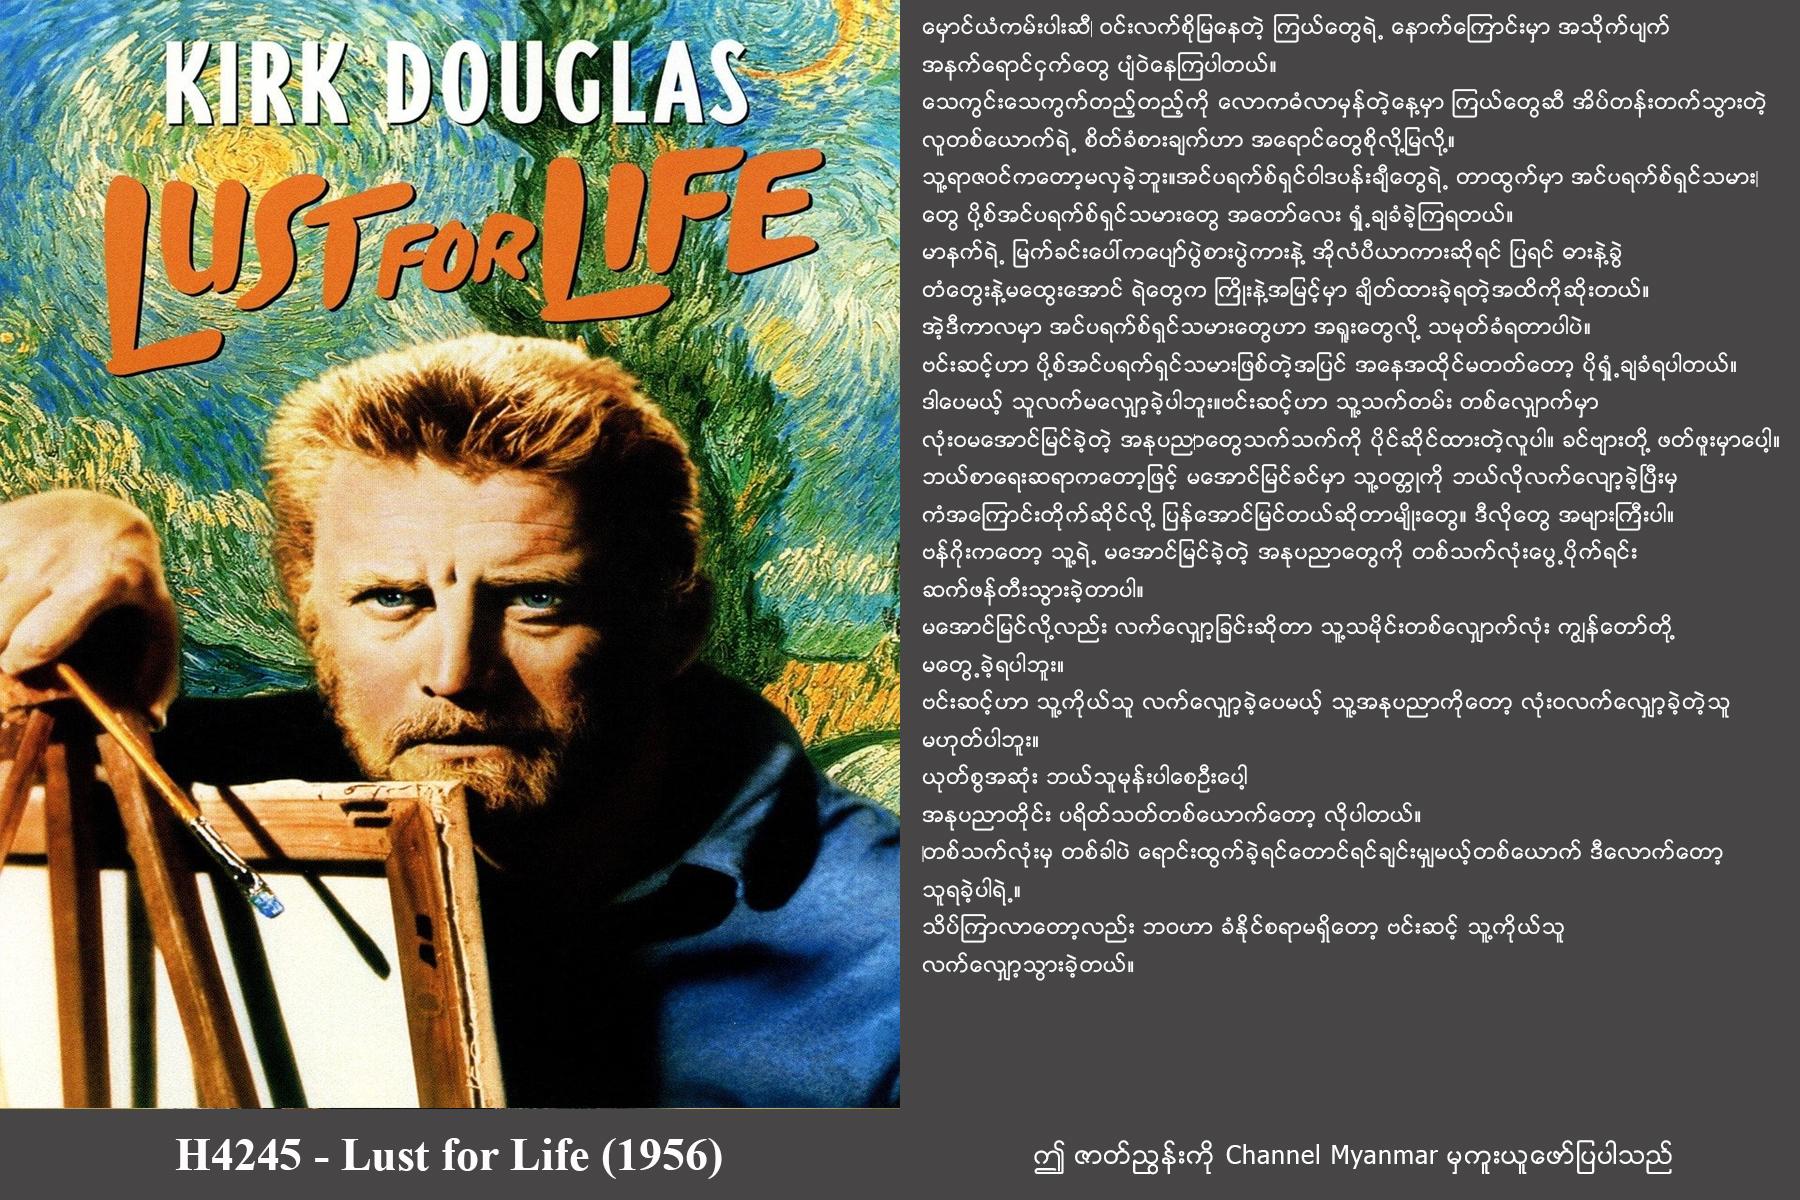 KIRK DOUGLAS
LUST FOR LIFE
H4245 - Lust for Life (1956)
မှောင်ယံကမ်းပါးဆီ ဝင်းလက်စိုမြနေတဲ့ ကြယ်တွေရဲ့ နောက်ကြောင်းမှာ အသိုက်ပျက်
အနက်ရောင်ငှက်တွေ ပျံဝဲနေကြပါတယ်။
သေကွင်းသေကွက်တည့်တည့်ကို လောကဓံလာမှန်တဲ့နေ့မှာ ကြယ်တွေဆီ အိပ်တန်းတက်သွားတဲ့
လူတစ်ယောက်ရဲ့ စိတ်ခံစားချက်ဟာ အရောင်တွေစိုလို့မြလို့။
သူ့ရာဇဝင်ကတော့မလှခဲ့ဘူး။အင်ပရက်စ်ရှင်ဝါဒပန်းချီတွေရဲ့ တာထွက်မှာ အင်ပရက်စ်ရှင်သမား
တွေ ပို့စ်အင်ပရက်စ်ရှင်သမားတွေ အတော်လေး ရှုံ့ချခံခဲ့ကြရတယ်။
မာနက်ရဲ့ မြက်ခင်းပေါ်ကပျော်ပွဲစားပွဲကားနဲ့ အိုလံပီယာကားဆိုရင် ပြရင် ဓားနဲ့ခွဲ
တံတွေးနဲ့မထွေးအောင် ရဲတွေက ကြိုးနဲ့အမြင့်မှာ ချိတ်ထားခဲ့ရတဲ့အထိကိုဆိုးတယ်။
အဲ့ဒီကာလမှာ အင်ပရက်စ်ရှင်သမားတွေဟာ အရူးတွေလို့ သမုတ်ခံရတာပါပဲ။
ဗင်းဆင့်ဟာ ပို့စ်အင်ပရက်ရှင်သမားဖြစ်တဲ့အပြင် အနေအထိုင်မတတ်တော့ ပိုရှုံ့ချခံရပါတယ်။
ဒါပေမယ့် သူလက်မလျှော့ခဲ့ပါဘူး။ဗင်းဆင့်ဟာ သူ့သက်တမ်း တစ်လျှောက်မှာ
လုံးဝမအောင်မြင်ခဲ့တဲ့ အနုပညာတွေသက်သက်ကို ပိုင်ဆိုင်ထားတဲ့လူပါ။ ခင်ဗျားတို့ ဖတ်ဖူးမှာပေါ့။
ဘယ်စာရေးဆရာကတော့ဖြင့် မအောင်မြင်ခင်မှာ သူ့ဝတ္ထုကို ဘယ်လိုလက်လျော့ခဲ့ပြီးမှ
ကံအကြောင်းတိုက်ဆိုင်လို့ ပြန်အောင်မြင်တယ်ဆိုတာမျိုးတွေ။ ဒီလိုတွေ အများကြီးပါ။
ဗန်ဂိုးကတော့ သူ့ရဲ့ မအောင်မြင်ခဲ့တဲ့ အနုပညာတွေကို တစ်သက်လုံးပွေ့ပိုက်ရင်း
ဆက်ဖန်တီးသွားခဲ့တာပါ။
မအောင်မြင်လို့လည်း လက်လျှော့ခြင်းဆိုတာ သူ့သမိုင်းတစ်လျှောက်လုံး ကျွန်တော်တို့
မတွေ့ခဲ့ရပါဘူး။
ဗင်းဆင့်ဟာ သူ့ကိုယ်သူ လက်လျှော့ခဲ့ပေမယ့် သူ့အနုပညာကိုတော့ လုံးဝလက်လျှော့ခဲ့တဲ့သူ
မဟုတ်ပါဘူး။
ယုတ်စွအဆုံး ဘယ်သူမုန်းပါစေဦးပေါ့
အနုပညာတိုင်း ပရိတ်သတ်တစ်ယောက်တော့ လိုပါတယ်။
တစ်သက်လုံးမှ တစ်ခါပဲ ရောင်းထွက်ခဲ့ရင်တောင်ရင်ချင်းမျှမယ့်တစ်ယောက် ဒီလောက်တော့
သူရခဲ့ပါရဲ့။
သိပ်ကြာလာတော့လည်း ဘဝဟာ ခံနိုင်စရာမရှိတော့ ဗင်းဆင့် သူ့ကိုယ်သူ
လက်လျှော့သွားခဲ့တယ်။
ဤ ဇာတ်ညွှန်းကို Channel Myanmar မှကူးယူဖော်ပြပါသည်